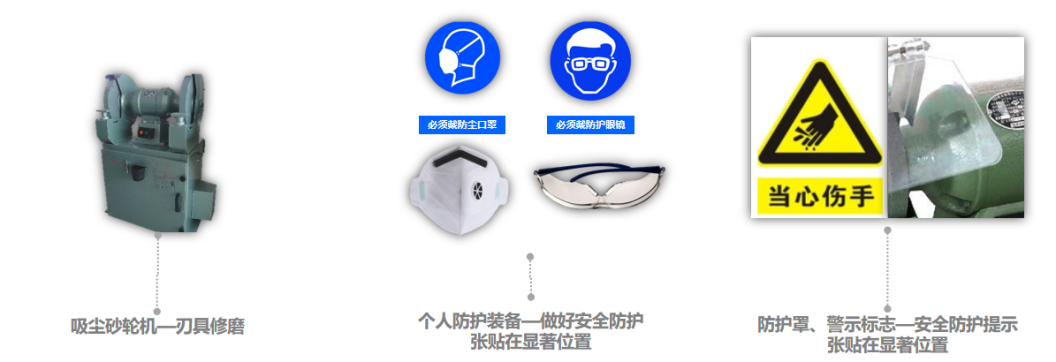 必须戴防尘口罩
必须戴防护眼镜
当心伤手
吸尘砂轮机—刃具修磨
个人防护装备—做好安全防护
张贴在显著位置
防护罩、警示标志—安全防护提示
张贴在显著位置